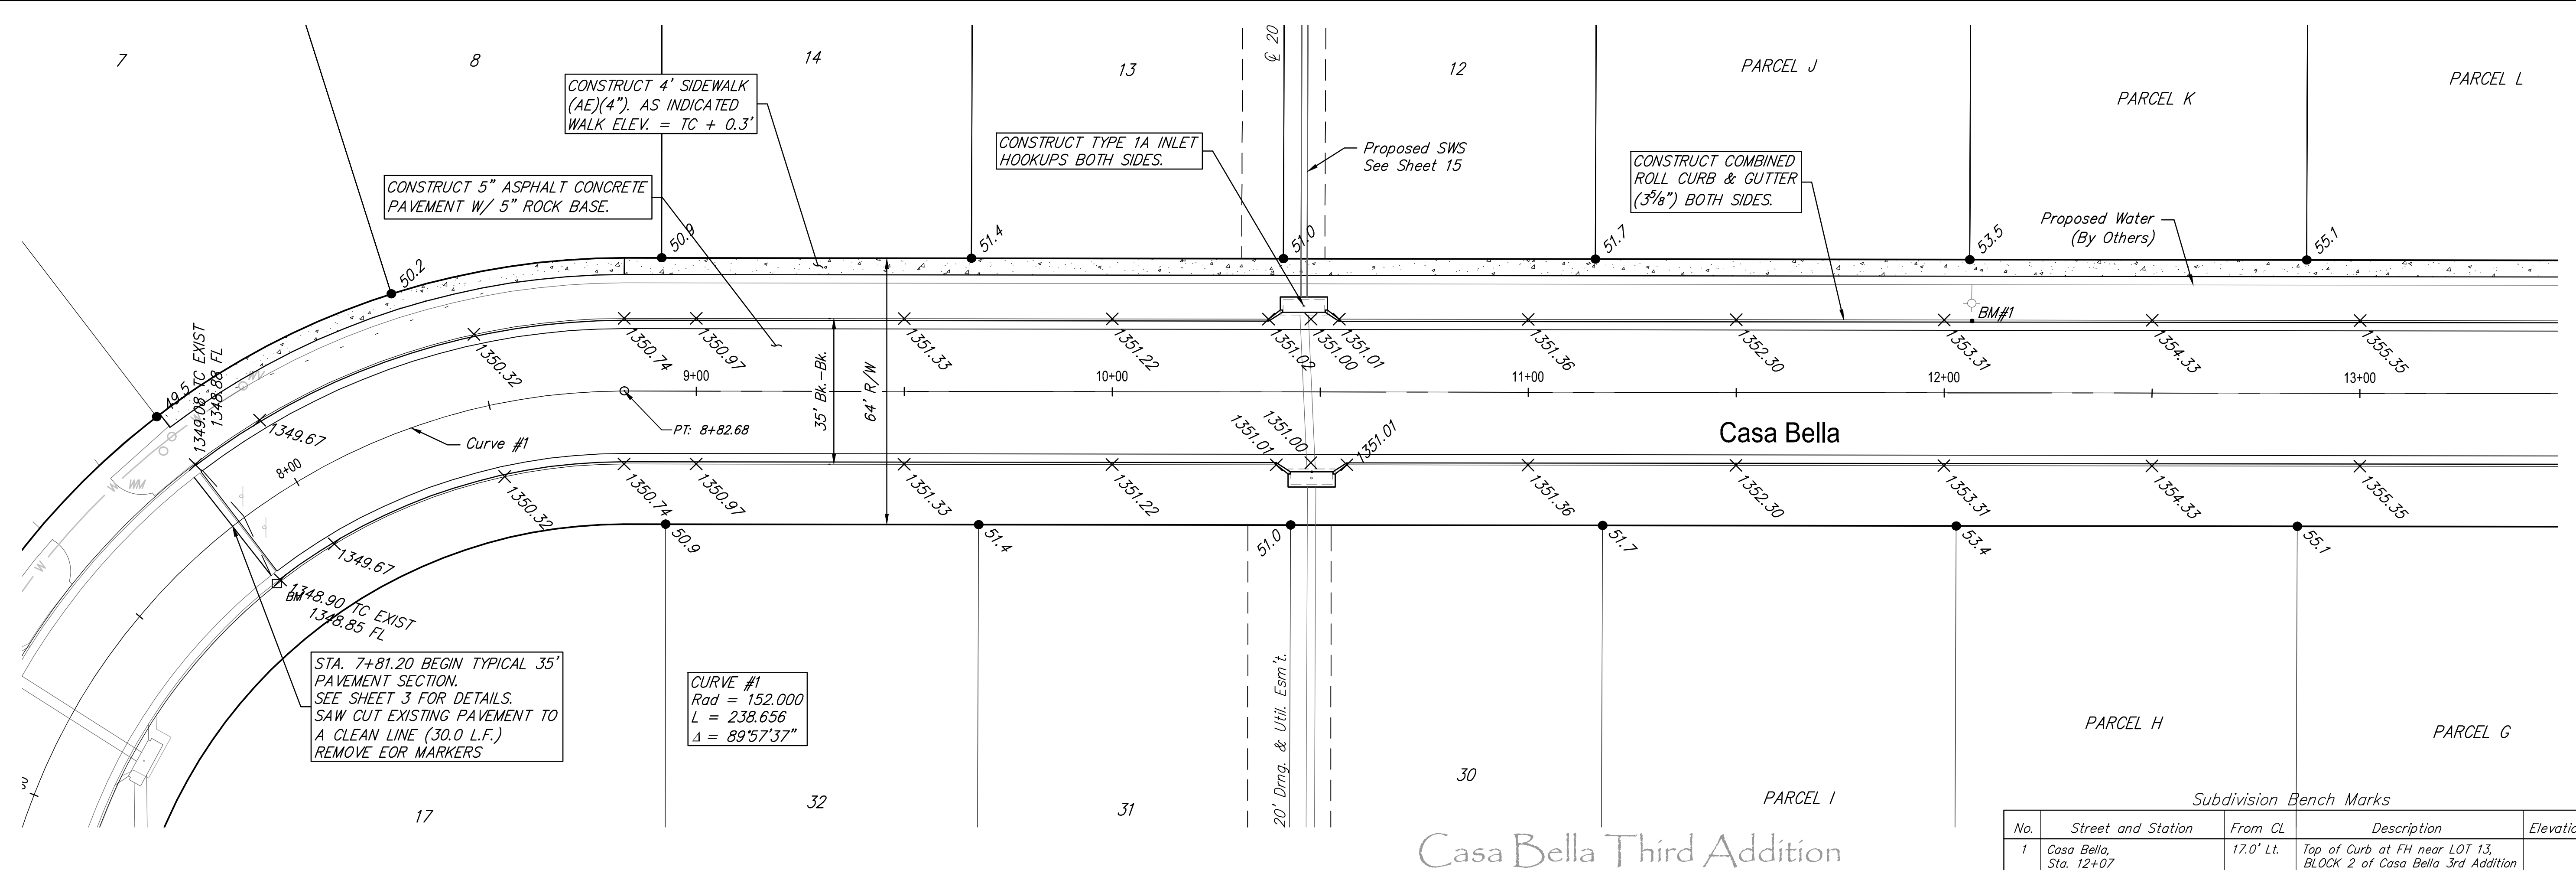 7
8
14
13
℄ 20
12
PARCEL J
PARCEL K
PARCEL L
CONSTRUCT 4' SIDEWALK
(AE)(4"). AS INDICATED
WALK ELEV. = TC + 0.3'
CONSTRUCT TYPE 1A INLET
HOOKUPS BOTH SIDES.
Proposed SWS
See Sheet 15
CONSTRUCT COMBINED
ROLL CURB & GUTTER
(3⅝") BOTH SIDES.
CONSTRUCT 5" ASPHALT CONCRETE
PAVEMENT W/ 5" ROCK BASE.
Proposed Water
(By Others)
49.5
50.2
50.9
51.4
51.0
51.7
53.5
55.1
BM#1
1349.08 TC EXIST
1348.88 FL
1349.67
1350.32
1350.74
1350.97
1351.33
1351.22
1351.02
1351.00
1351.01
1351.36
1352.30
1353.31
1354.33
1355.35
W
WM
W
WM
W
8+00
9+00
10+00
11+00
12+00
13+00
35' Bk.-Bk.
64' R/W
PT: 8+82.68
Curve #1
Casa Bella
1349.67
1350.32
1350.74
1350.97
1351.33
1351.22
1351.01
1351.00
1351.01
1351.36
1352.30
1353.31
1354.33
1355.35
BM
1348.90 TC EXIST
1348.85 FL
50.9
51.4
51.0
51.7
53.4
55.1
STA. 7+81.20 BEGIN TYPICAL 35'
PAVEMENT SECTION.
SEE SHEET 3 FOR DETAILS.
SAW CUT EXISTING PAVEMENT TO
A CLEAN LINE (30.0 L.F.)
REMOVE EOR MARKERS
CURVE #1
Rad = 152.000
L = 238.656
Δ = 89°57'37"
20' Drng. & Util. Esm't.
17
32
31
30
PARCEL I
PARCEL H
PARCEL G
Casa Bella Third Addition
Subdivision Bench Marks
No. Street and Station From CL Description
1 Casa Bella, 17.0' Lt. Top of Curb at FH near LOT 13,
Sta. 12+07 BLOCK 2 of Casa Bella 3rd Addition